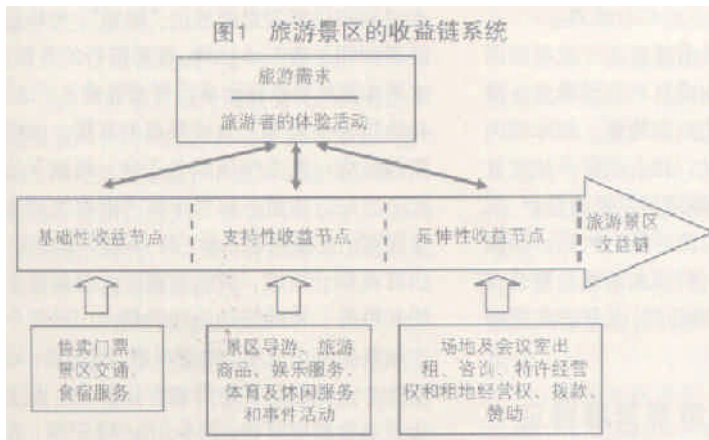 图1 旅游景区的收益链系统
旅游需求
旅游者的体验活动
基础性收益节点
支持性收益节点
延伸性收益节点
旅游景区
收益链
售卖门票、
景区交通、
食宿服务
景区导游、旅游
商品、娱乐服务、
体育及休闲服务
和事件活动
场地及会议室出
租、咨询、特许经营
权和租地经营权、拨款、
赞助